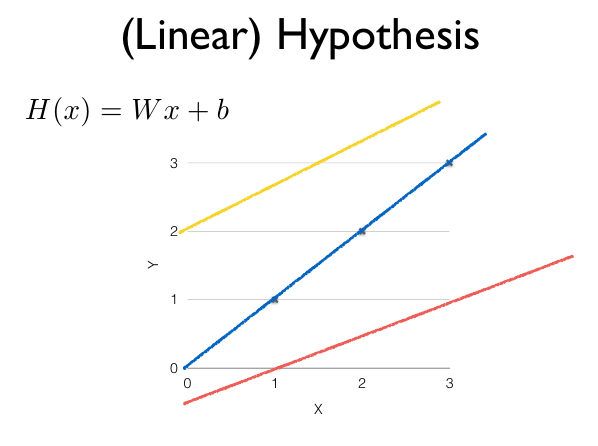 (Linear) Hypothesis
H(x) = Wx + b
3
2
Y
1
0
0 1 2 3
X